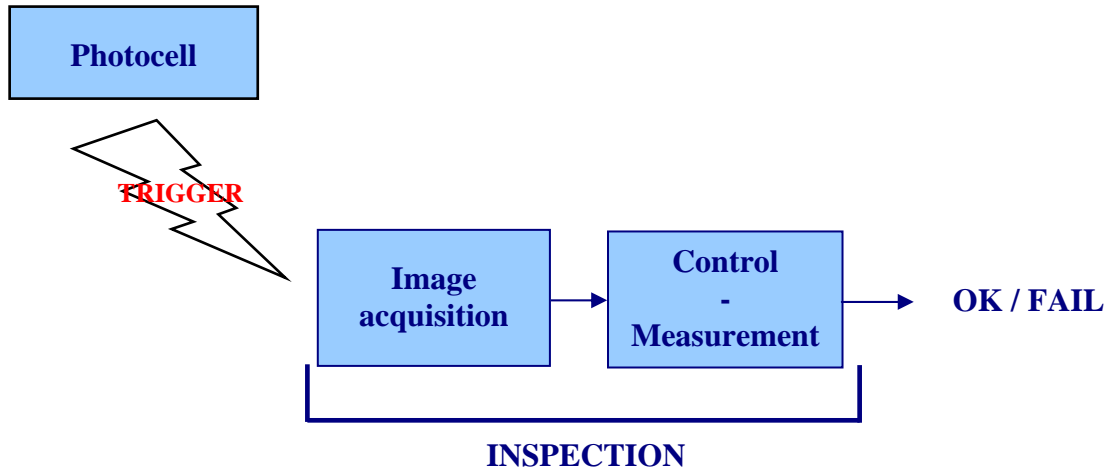 Photocell
TRIGGER
Image
acquisition
Control
-
Measurement
OK / FAIL
INSPECTION